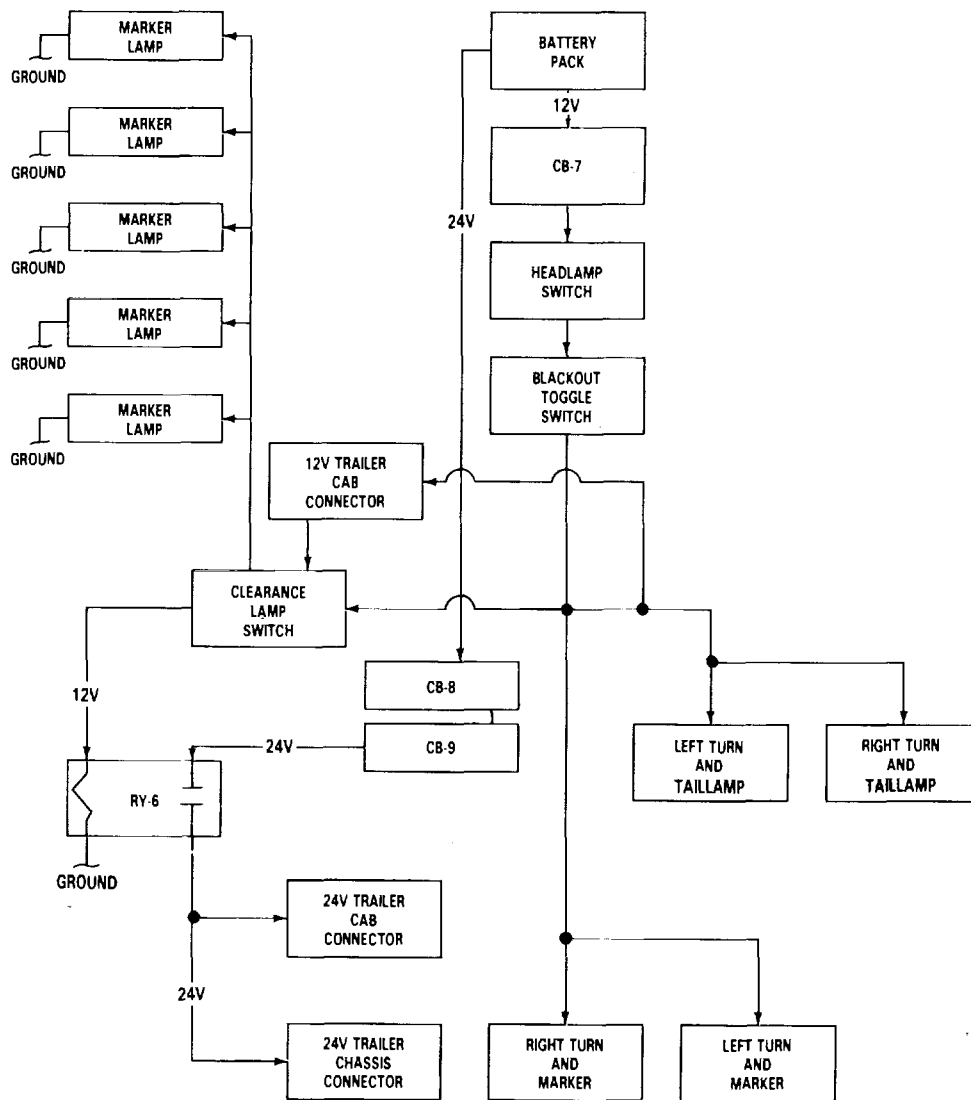 MARKER
LAMP
GROUND
MARKER
LAMP
GROUND
MARKER
LAMP
GROUND
MARKER
LAMP
GROUND
MARKER
LAMP
GROUND
BATTERY
PACK
12V
CB-7
24V
HEADLAMP
SWITCH
BLACKOUT
TOGGLE
SWITCH
12V TRAILER
CAB
CONNECTOR
CLEARANCE
LAMP
SWITCH
12V
CB-8
CB-9
24V
RY-6
GROUND
LEFT TURN
AND
TAILLAMP
RIGHT TURN
AND
TAILLAMP
24V TRAILER
CAB
CONNECTOR
24V
24V TRAILER
CHASSIS
CONNECTOR
RIGHT TURN
AND
MARKER
LEFT TURN
AND
MARKER